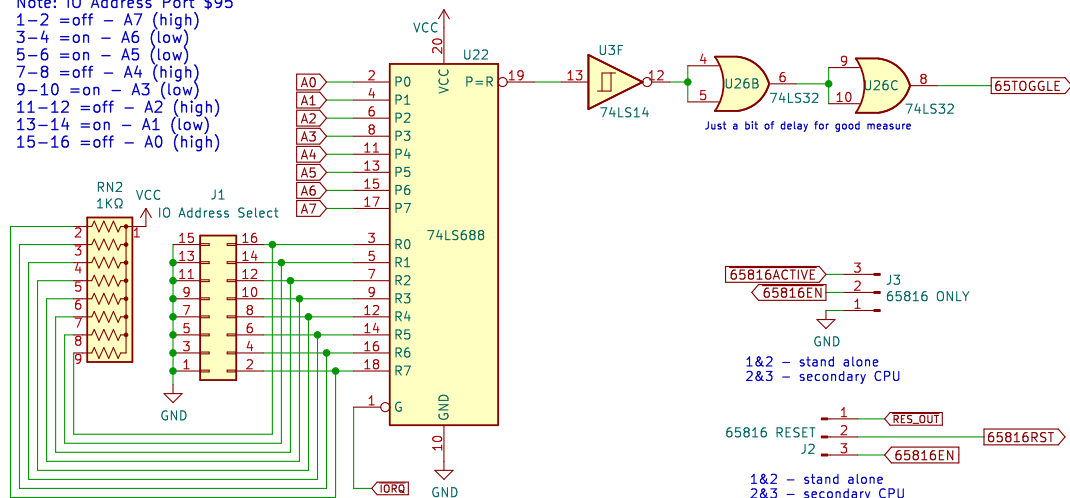 Note: IO Address Port $95
1-2 =off - A7 (high)
3-4 =on - A6 (low)
5-6 =on - A5 (low)
7-8 =off - A4 (high)
9-10 =on - A3 (low)
11-12 =off - A2 (high)
13-14 =on - A1 (low)
15-16 =off - A0 (high)
VCC
20
U22
VCC
P=R
19
A0
2
P0
A1
4
P1
A2
6
P2
A3
8
P3
A4
11
P4
A5
13
P5
A6
15
P6
A7
17
P7
74LS688
3
R0
5
R1
7
R2
9
R3
12
R4
14
R5
16
R6
18
R7
1
G
GND
10
GND
IORQ
U3F
13
12
74LS14
4
5
U26B
6
74LS32
9
10
U26C
8
74LS32
65TOGGLE
Just a bit of delay for good measure
RN2
1KΩ
VCC
1
2
3
4
5
6
7
8
9
J1
IO Address Select
15
16
13
14
11
12
9
10
7
8
5
6
3
4
1
2
GND
65816ACTIVE
3
J3
65816EN
2
65816 ONLY
1
GND
1&2 - stand alone
2&3 - secondary CPU
1
RES_OUT
65816 RESET
2
65816RST
J2
3
65816EN
1&2 - stand alone
2&3 - secondary CPU